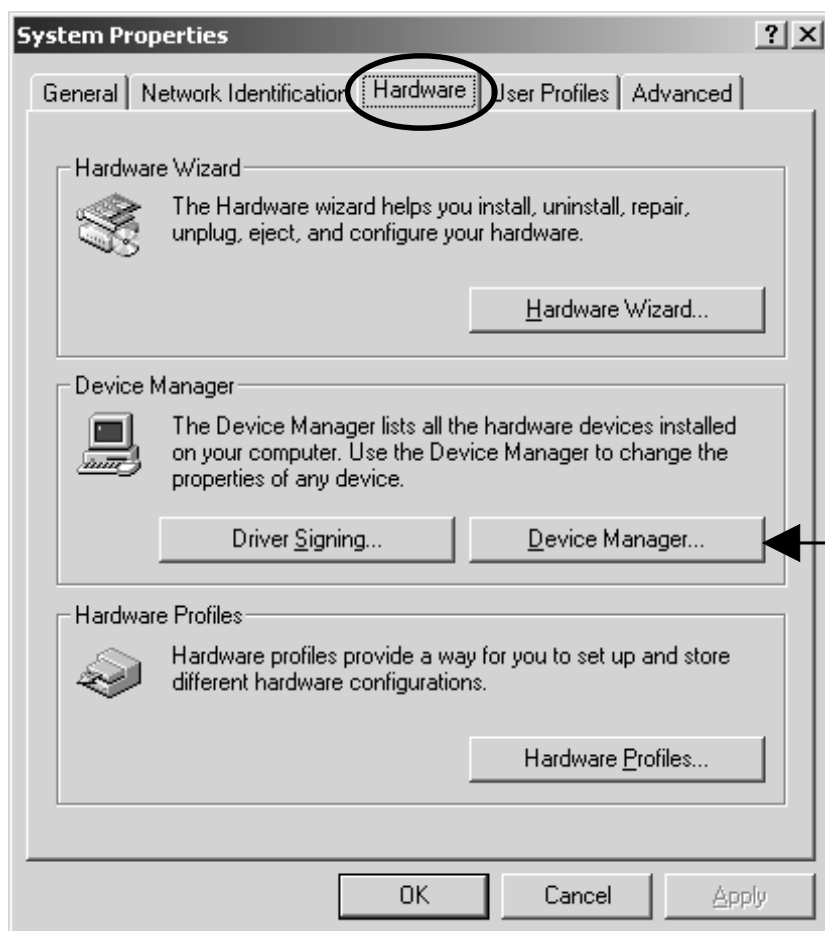 System Properties ? X
General Network Identification Hardware User Profiles Advanced
Hardware Wizard
The Hardware wizard helps you install, uninstall, repair,
unplug, eject, and configure your hardware.
Hardware Wizard...
Device Manager
The Device Manager lists all the hardware devices installed
on your computer. Use the Device Manager to change the
properties of any device.
Driver Signing... Device Manager...
Hardware Profiles
Hardware profiles provide a way for you to set up and store
different hardware configurations.
Hardware Profiles...
OK Cancel Apply